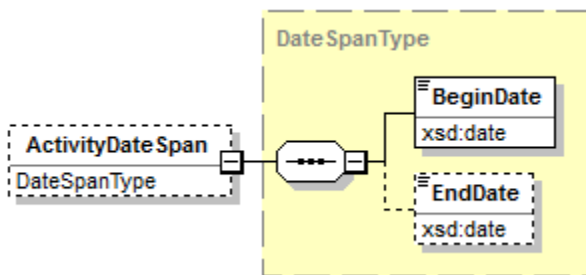 DateSpanType
BeginDate
xsd:date
ActivityDateSpan
DateSpanType
EndDate
xsd:date